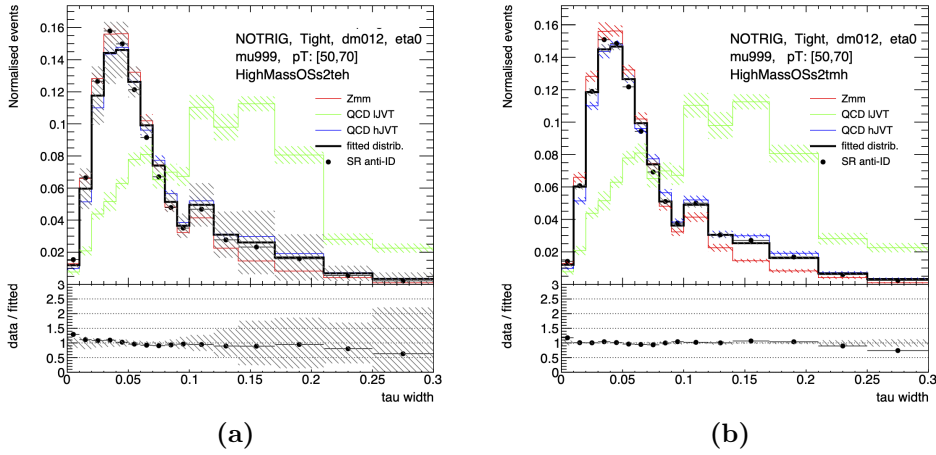 Normalised events
0.16
0.14
0.12
0.1
0.08
0.06
0.04
0.02
NOTRIG, Tight, dm012, eta0
mu999, pT: [50,70]
HighMassOSs2teh
Zmm
QCD lJVT
QCD hJVT
fitted distrib.
SR anti-ID
data / fitted
3
2.5
2
1.5
1
0.5
0
0
0.05
0.1
0.15
0.2
0.25
0.3
tau width
(a)
Normalised events
0.16
0.14
0.12
0.1
0.08
0.06
0.04
0.02
NOTRIG, Tight, dm012, eta0
mu999, pT: [50,70]
HighMassOSs2tmh
Zmm
QCD lJVT
QCD hJVT
fitted distrib.
SR anti-ID
data / fitted
3
2.5
2
1.5
1
0.5
0
0
0.05
0.1
0.15
0.2
0.25
0.3
tau width
(b)